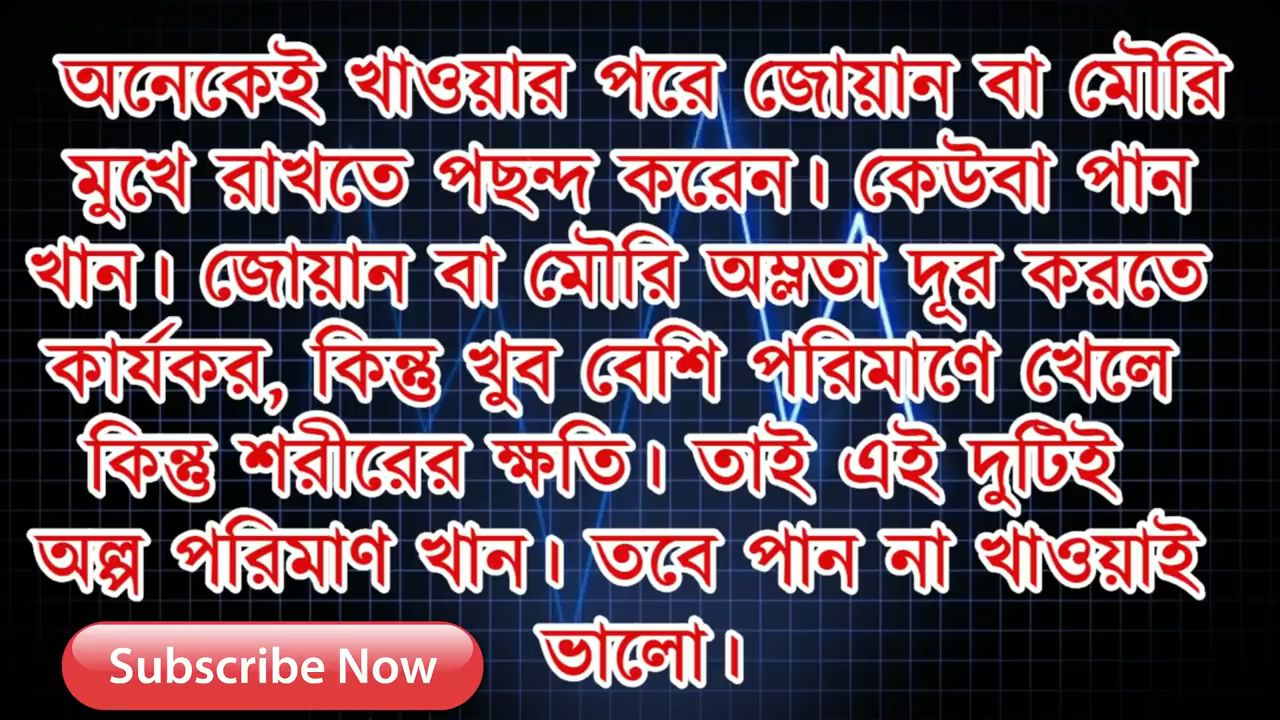 অনেকেই খাওয়ার পরে জোয়ান বা মৌরি
মুখে রাখতে পছন্দ করেন। কেউবা পান
খান। জোয়ান বা মৌরি অম্লতা দূর করতে
কার্যকর, কিন্তু খুব বেশি পরিমাণে খেলে
কিন্তু শরীরের ক্ষতি। তাই এই দুটিই
অল্প পরিমাণ খান। তবে পান না খাওয়াই
ভালো।
Subscribe Now